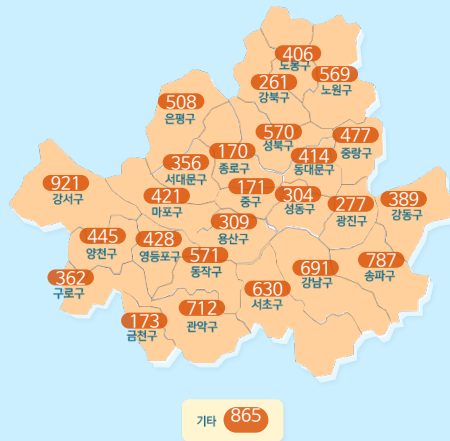 406
노봉구
569
노원구
261
강북구
508
은평구
570
성북구
477
중랑구
170
종로구
414
동대문구
356
서대문구
921
강서구
421
마포구
171
중구
304
성동구
277
광진구
389
강동구
309
용산구
445
양천구
428
영등포구
571
동작구
787
송파구
691
강남구
362
구로구
630
서초구
712
관악구
173
금천구
기타 865